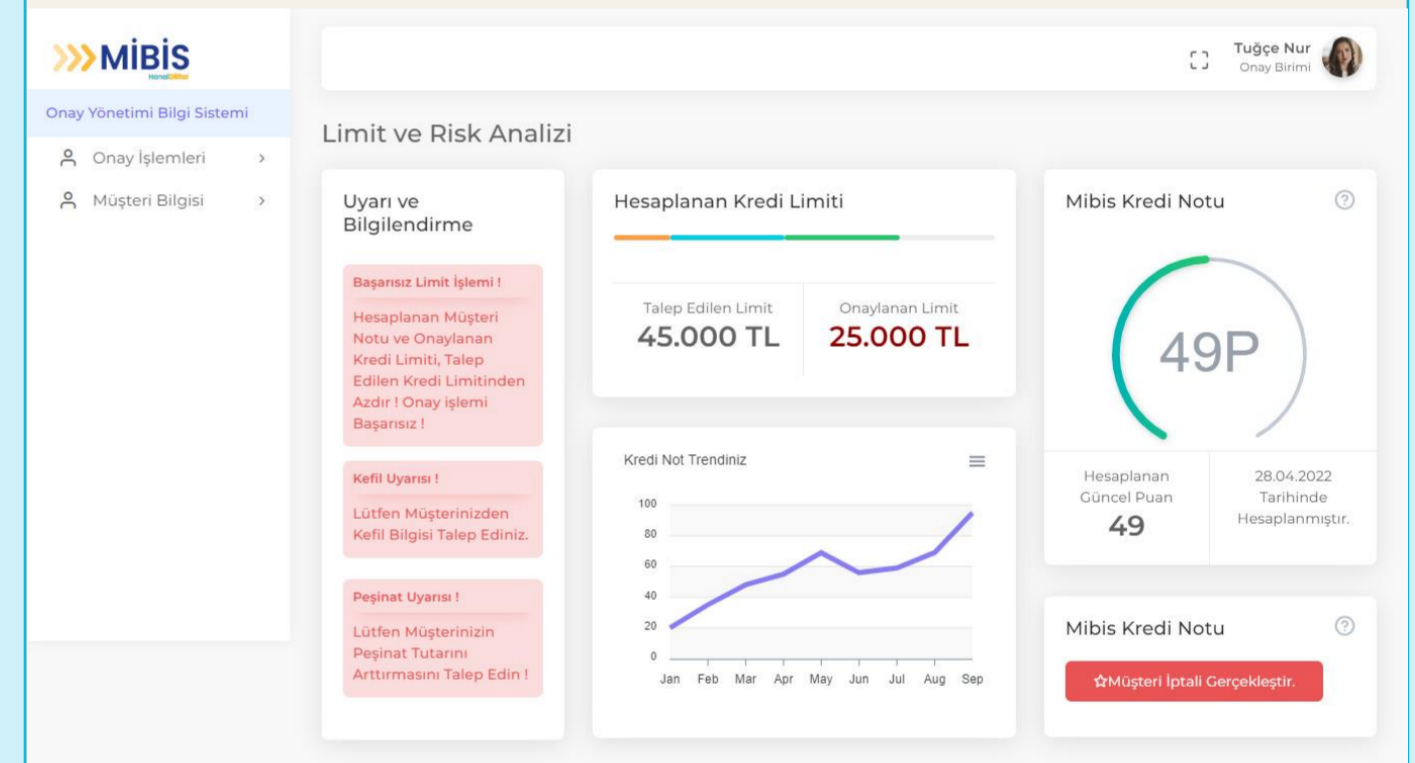 MİBİS
Tuğçe Nur
Onay Birimi
Onay Yönetimi Bilgi Sistemi
Onay İşlemleri
Müşteri Bilgisi
Limit ve Risk Analizi
Uyarı ve
Bilgilendirme
Başarısız Limit İşlemi !
Hesaplanan Müşteri
Notu ve Onaylanan
Kredi Limiti, Talep
Edilen Kredi Limitinden
Azdır ! Onay işlemi
Başarısız !
Kefil Uyarısı !
Lütfen Müşterinizden
Kefil Bilgisi Talep Ediniz.
Peşinat Uyarısı !
Lütfen Müşterinizin
Peşinat Tutarını
Arttırmasını Talep Edin !
Hesaplanan Kredi Limiti
Talep Edilen Limit
45.000 TL
Onaylanan Limit
25.000 TL
Kredi Not Trendiniz
100
80
60
40
20
0
Jan Feb Mar Apr May Jun Jul Aug Sep
Mibis Kredi Notu
49P
Hesaplanan
Güncel Puan
49
28.04.2022
Tarihinde
Hesaplanmıştır.
Mibis Kredi Notu
Müşteri İptali Gerçekleştir.